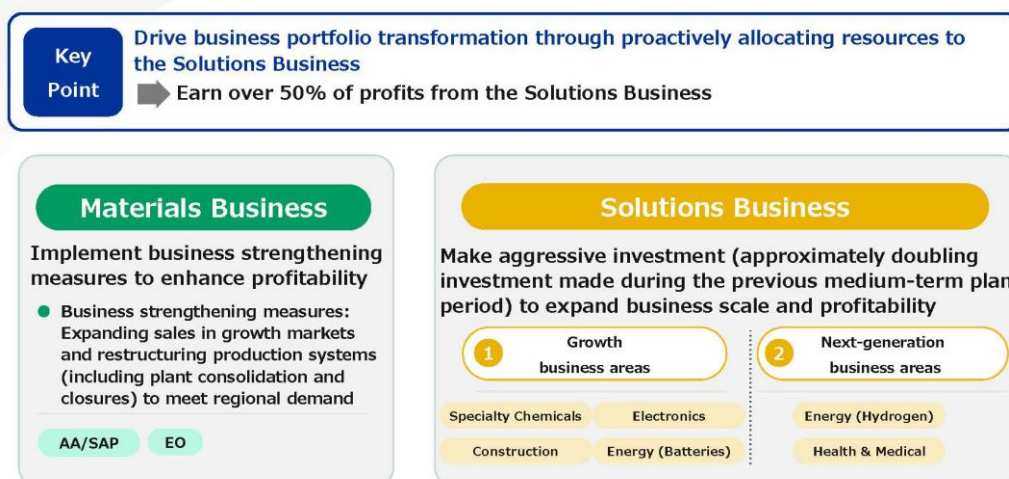 Key
Point
Drive business portfolio transformation through proactively allocating resources to
the Solutions Business
Earn over 50% of profits from the Solutions Business
Materials Business
Implement business strengthening
measures to enhance profitability
● Business strengthening measures:
Expanding sales in growth markets
and restructuring production systems
(including plant consolidation and
closures) to meet regional demand
AA/SAP
EO
Solutions Business
Make aggressive investment (approximately doubling
investment made during the previous medium-term plan
period) to expand business scale and profitability
1
Growth
business areas
Specialty Chemicals
Electronics
Construction
Energy (Batteries)
2
Next-generation
business areas
Energy (Hydrogen)
Health & Medical